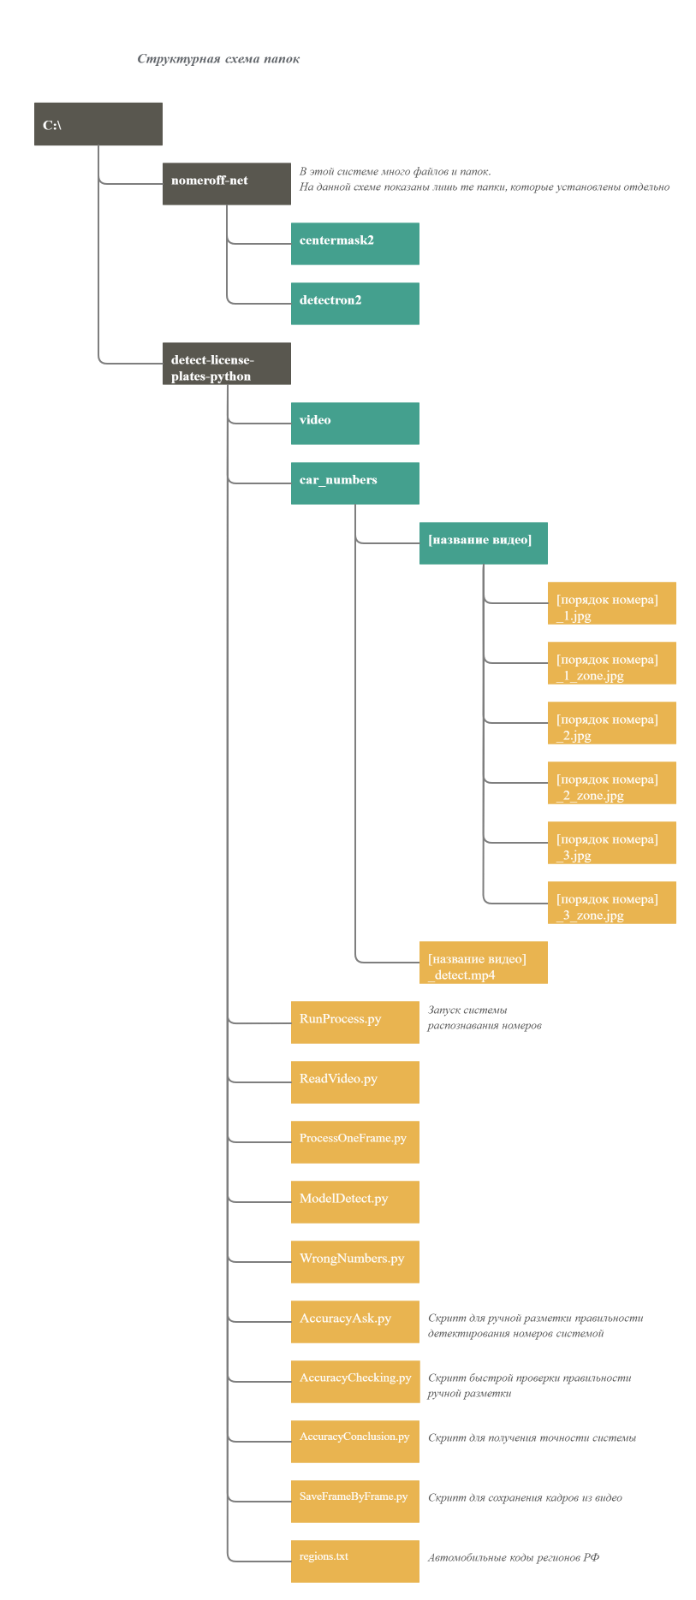 Структурная схема папок
C:\
nomeroff-net
В этой системе много файлов и папок.
На данной схеме показаны лишь те папки, которые установлены отдельно
centermask2
detectron2
detect-license-
plates-python
video
car_numbers
[название видео]
[порядок номера]
_1.jpg
[порядок номера]
_1_zone.jpg
[порядок номера]
_2.jpg
[порядок номера]
_2_zone.jpg
[порядок номера]
_3.jpg
[порядок номера]
_3_zone.jpg
[название видео]
_detect.mp4
RunProcess.py
Запуск системы
распознавания номеров
ReadVideo.py
ProcessOneFrame.py
ModelDetect.py
WrongNumbers.py
AccuracyAsk.py
Скрипт для ручной разметки правильности
детектирования номеров системой
AccuracyChecking.py
Скрипт быстрой проверки правильности
ручной разметки
AccuracyConclusion.py
Скрипт для получения точности системы
SaveFrameByFrame.py
Скрипт для сохранения кадров из видео
regions.txt
Автомобильные коды регионов РФ